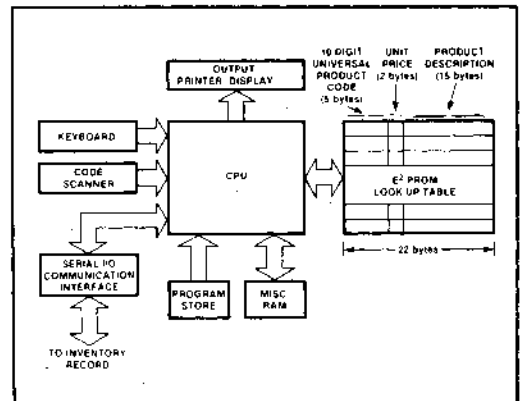 OUTPUT
PRINTER DISPLAY
10 DIGIT
UNIVERSAL
PRODUCT
CODE
(5 bytes)
UNIT
PRICE
(2 bytes)
PRODUCT
DESCRIPTION
(15 bytes)
KEYBOARD
CODE
SCANNER
CPU
E² PROM
LOOK UP TABLE
22 bytes
SERIAL I/O
COMMUNICATION
INTERFACE
PROGRAM
STORE
MISC
RAM
TO INVENTORY
RECORD